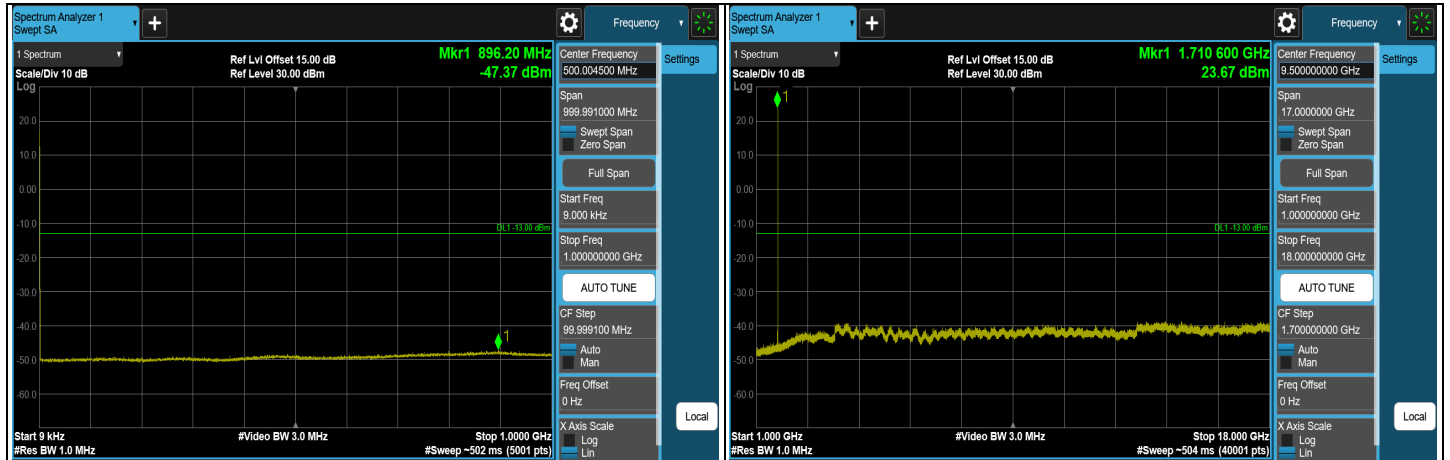 Spectrum Analyzer 1
Swept SA
+
Frequency
1 Spectrum
Scale/Div 10 dB
Log
Ref Lvl Offset 15.00 dB
Ref Level 30.00 dBm
Mkr1 896.20 MHz
-47.37 dBm
20.0
10.0
0.00
-10.0
-20.0
-30.0
-40.0
-50.0
-60.0
DL1 -13.00 dBm
1
Start 9 kHz
#Res BW 1.0 MHz
#Video BW 3.0 MHz
Stop 1.0000 GHz
#Sweep ~502 ms (5001 pts)
Center Frequency
500.004500 MHz
Settings
Span
999.991000 MHz
Swept Span
Zero Span
Full Span
Start Freq
9.000 kHz
Stop Freq
1.000000000 GHz
AUTO TUNE
CF Step
99.999100 MHz
Auto
Man
Freq Offset
0 Hz
X Axis Scale
Log
Lin
Local
Spectrum Analyzer 1
Swept SA
+
Frequency
1 Spectrum
Scale/Div 10 dB
Log
Ref Lvl Offset 15.00 dB
Ref Level 30.00 dBm
Mkr1 1.710 600 GHz
23.67 dBm
1
20.0
10.0
0.00
-10.0
-20.0
-30.0
-40.0
-50.0
-60.0
DL1 -13.00 dBm
Start 1.000 GHz
#Res BW 1.0 MHz
#Video BW 3.0 MHz
Stop 18.000 GHz
#Sweep ~504 ms (40001 pts)
Center Frequency
9.500000000 GHz
Settings
Span
17.0000000 GHz
Swept Span
Zero Span
Full Span
Start Freq
1.000000000 GHz
Stop Freq
18.000000000 GHz
AUTO TUNE
CF Step
1.700000000 GHz
Auto
Man
Freq Offset
0 Hz
X Axis Scale
Log
Lin
Local